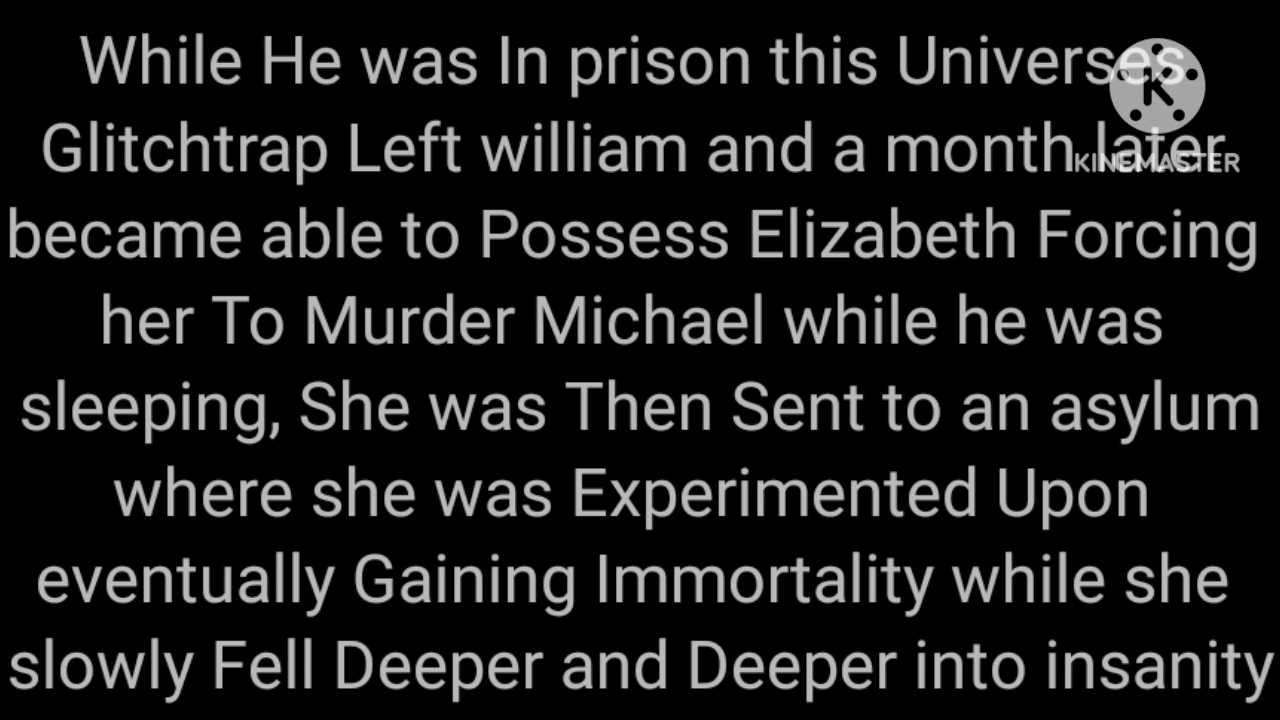 While He was In prison this Universes
Glitchtrap Left william and a month later
KINEMASTER
became able to Possess Elizabeth Forcing
her To Murder Michael while he was
sleeping, She was Then Sent to an asylum
where she was Experimented Upon
eventually Gaining Immortality while she
slowly Fell Deeper and Deeper into insanity